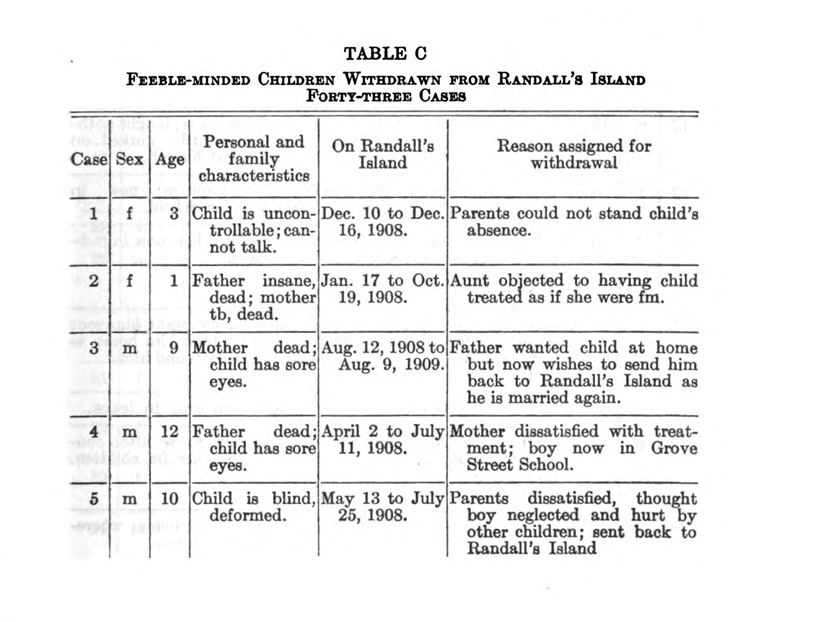 TABLE C
FEEBLE-MINDED CHILDREN WITHDRAWN FROM RANDALL'S ISLAND
FORTY-THREE CASES
Case Sex Age Personal and family characteristics On Randall's Island Reason assigned for withdrawal
1 f 3 Child is uncon- Dec. 10 to Dec. Parents could not stand child's
trollable; can- 16, 1908. absence.
not talk.
2 f 1 Father insane, Jan. 17 to Oct. Aunt objected to having child
dead; mother 19, 1908. treated as if she were fm.
tb, dead.
3 m 9 Mother dead; Aug. 12, 1908 to Father wanted child at home
child has sore Aug. 9, 1909. but now wishes to send him
eyes. back to Randall's Island as
he is married again.
4 m 12 Father dead; April 2 to July Mother dissatisfied with treat-
child has sore 11, 1908. ment; boy now in Grove
eyes. Street School.
5 m 10 Child is blind, May 13 to July Parents dissatisfied, thought
deformed. 25, 1908. boy neglected and hurt by
other children; sent back to
Randall's Island